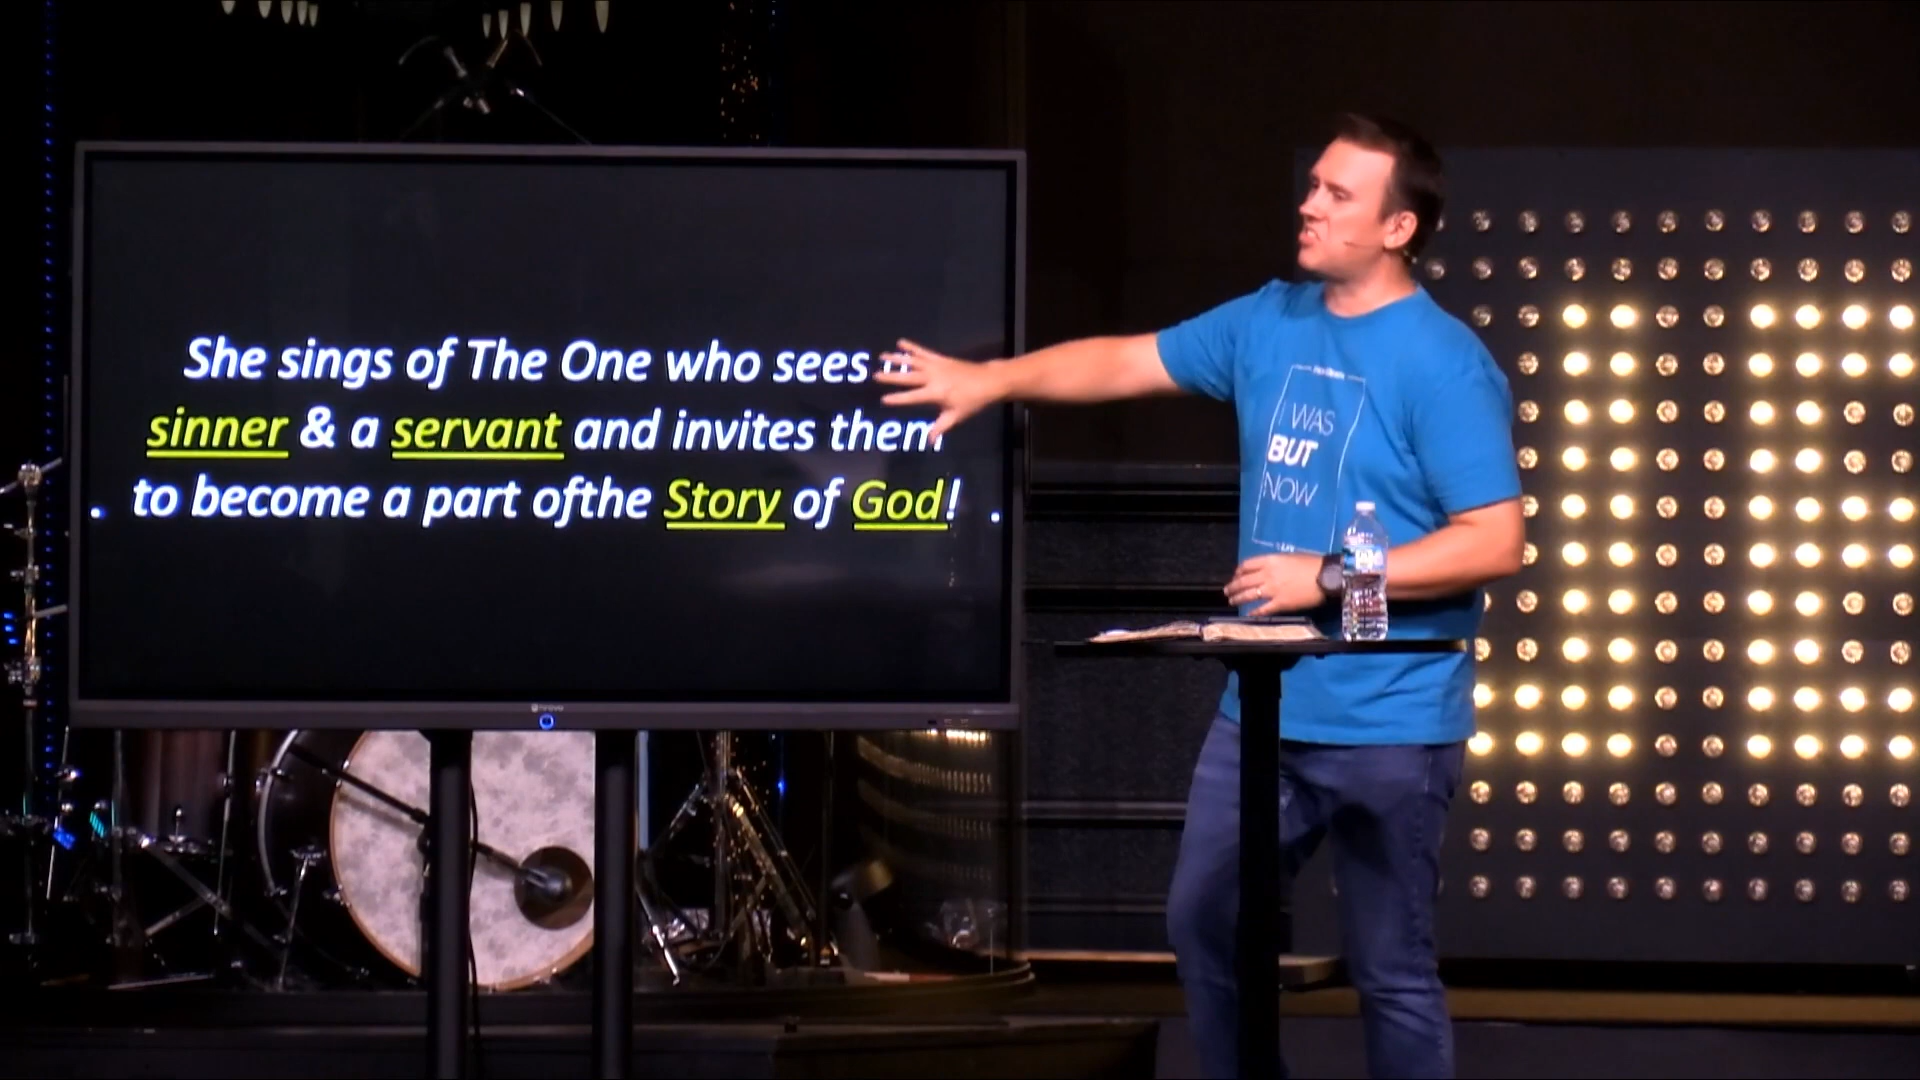 She sings of The One who sees
sinner & a servant and invites them
. to become a part ofthe Story of God! .
I WAS
BUT
NOW